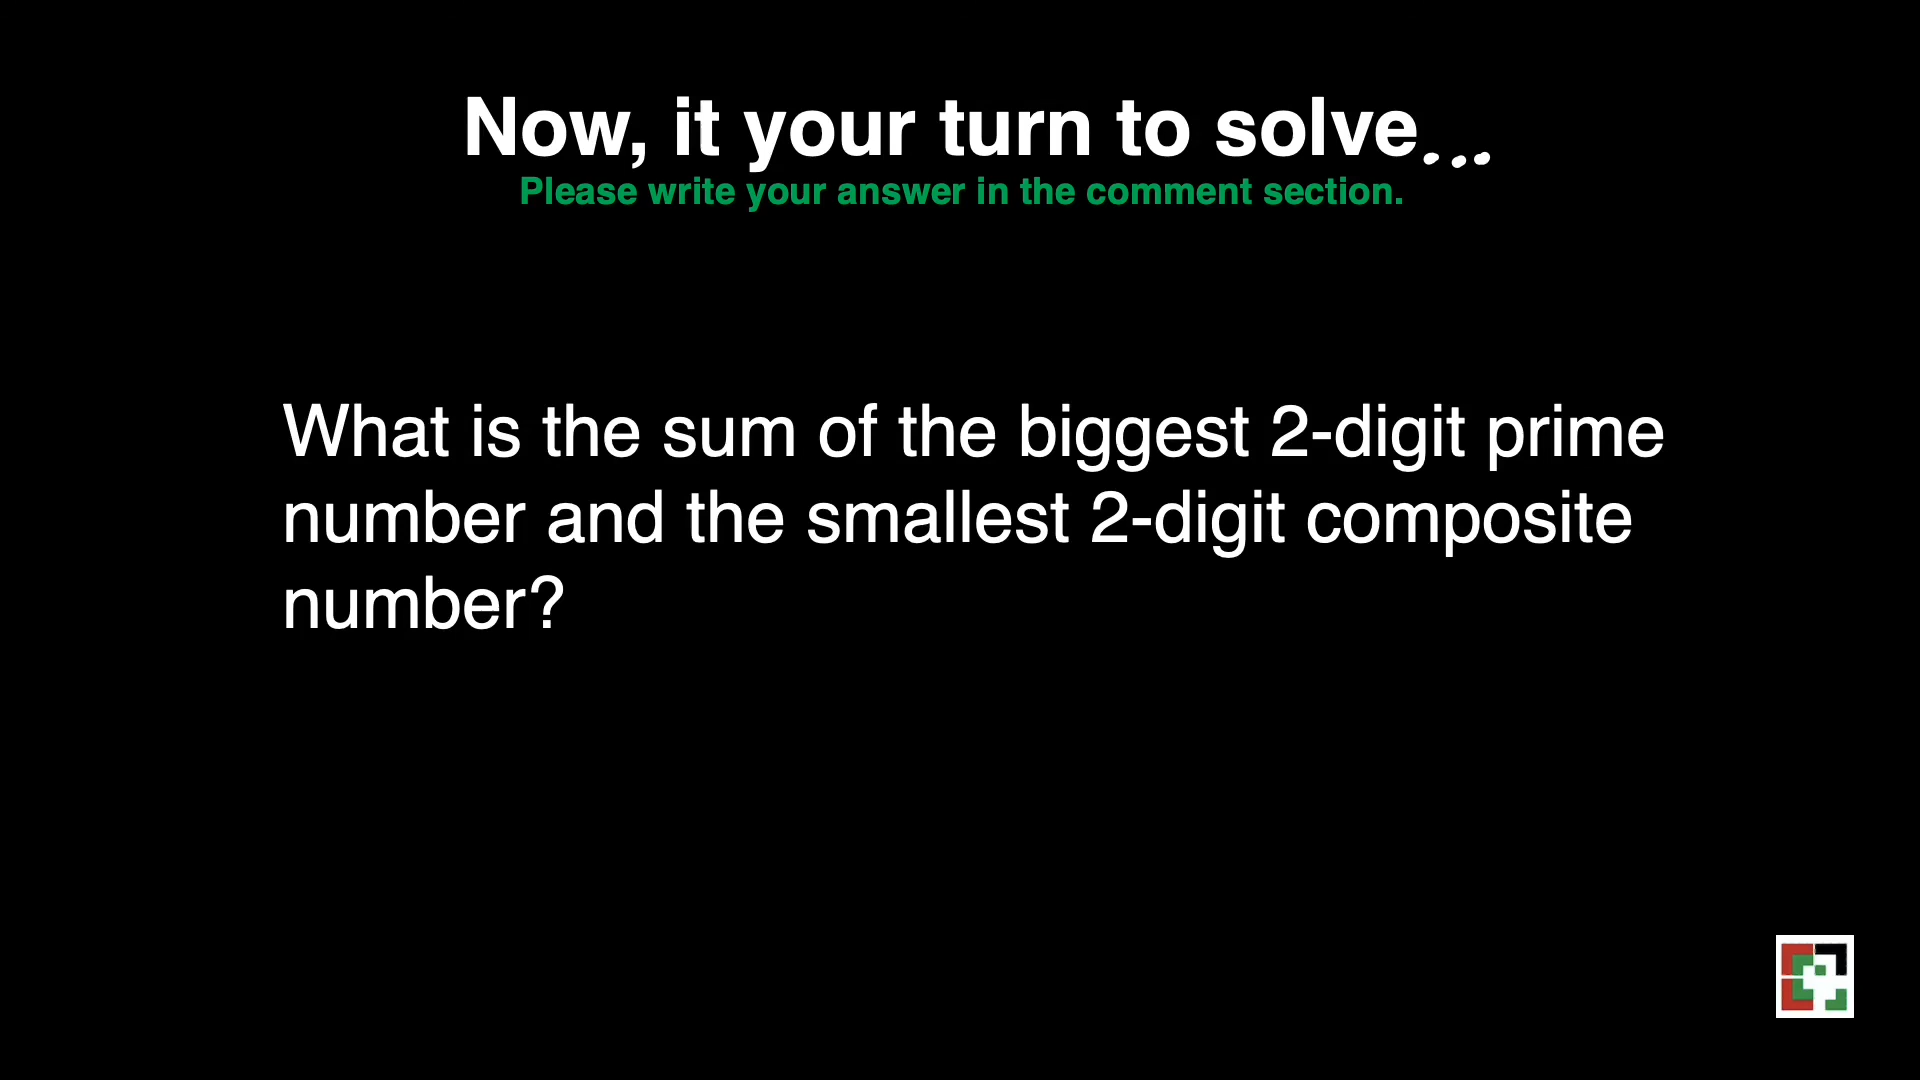 Now, it your turn to solve...
Please write your answer in the comment section.
What is the sum of the biggest 2-digit prime
number and the smallest 2-digit composite
number?